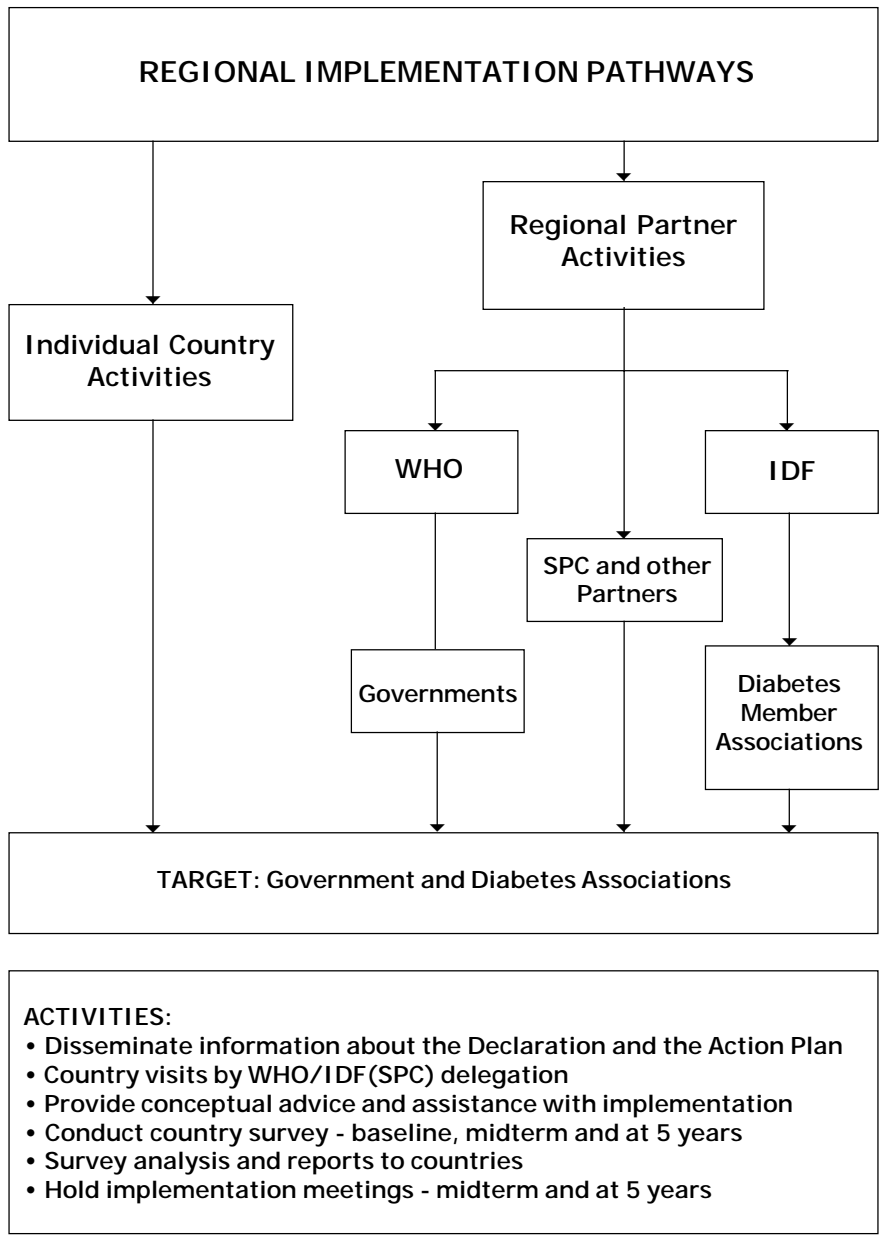 REGIONAL IMPLEMENTATION PATHWAYS
Regional Partner
Activities
Individual Country
Activities
WHO
IDF
SPC and other
Partners
Governments
Diabetes
Member
Associations
TARGET: Government and Diabetes Associations
ACTIVITIES:
• Disseminate information about the Declaration and the Action Plan
• Country visits by WHO/IDF(SPC) delegation
• Provide conceptual advice and assistance with implementation
• Conduct country survey - baseline, midterm and at 5 years
• Survey analysis and reports to countries
• Hold implementation meetings - midterm and at 5 years